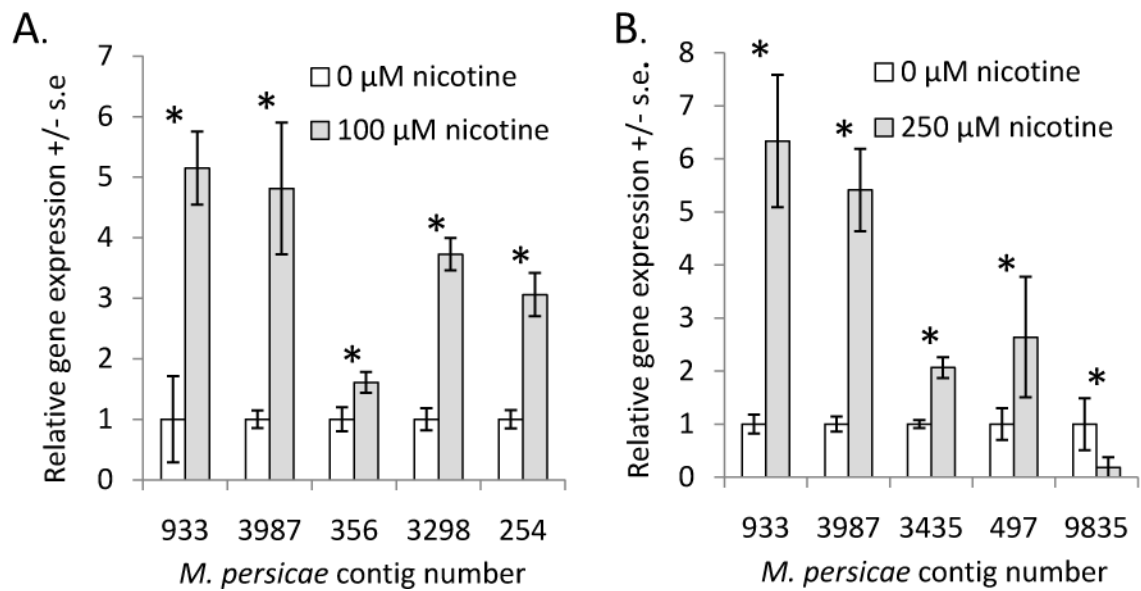 A.
Relative gene expression +/- s.e
7
6
5
4
3
2
1
0
0 µM nicotine
100 µM nicotine
*
*
*
*
*
933 3987 356 3298 254
M. persicae contig number
B.
Relative gene expression +/- s.e.
8
7
6
5
4
3
2
1
0
0 µM nicotine
250 µM nicotine
*
*
*
*
*
933 3987 3435 497 9835
M. persicae contig number